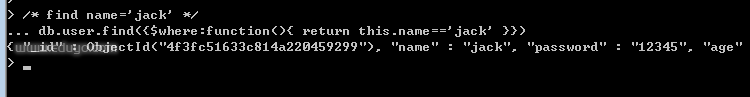 > /* find name='jack' */
... db.user.find({$where:function(){ return this.name=='jack' }})
{ "_id" : ObjectId("4f3fc51633c814a220459299"), "name" : "jack", "password" : "12345", "age"
> _